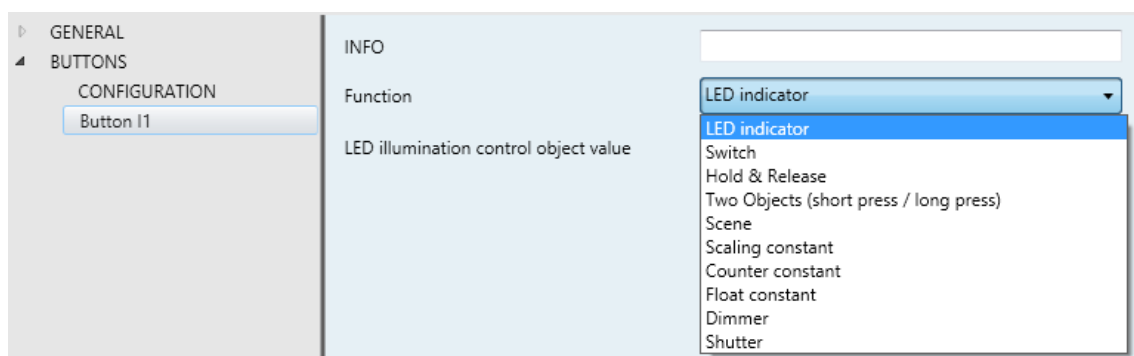 GENERAL
BUTTONS
CONFIGURATION
Button I1
INFO
Function
LED indicator
LED illumination control object value
LED indicator
Switch
Hold & Release
Two Objects (short press / long press)
Scene
Scaling constant
Counter constant
Float constant
Dimmer
Shutter